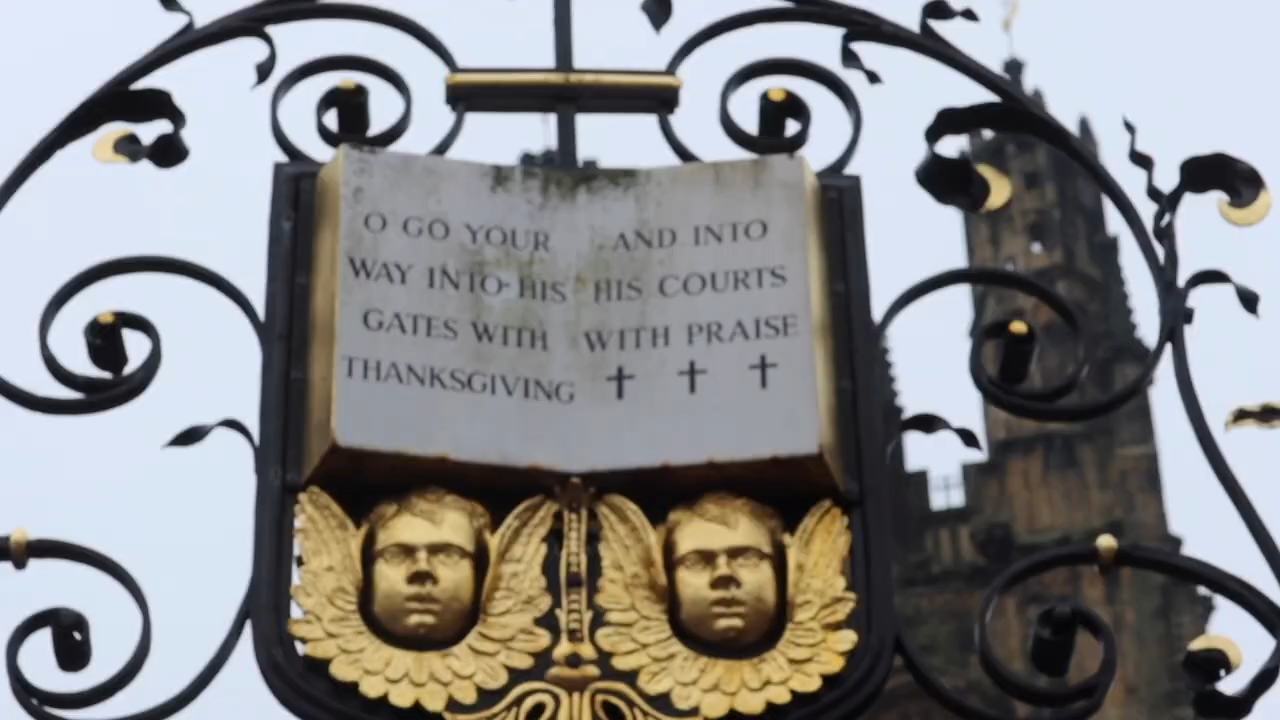 O GO YOUR
WAY INTO HIS
GATES WITH
THANKSGIVING
AND INTO
HIS COURTS
WITH PRAISE
† † †